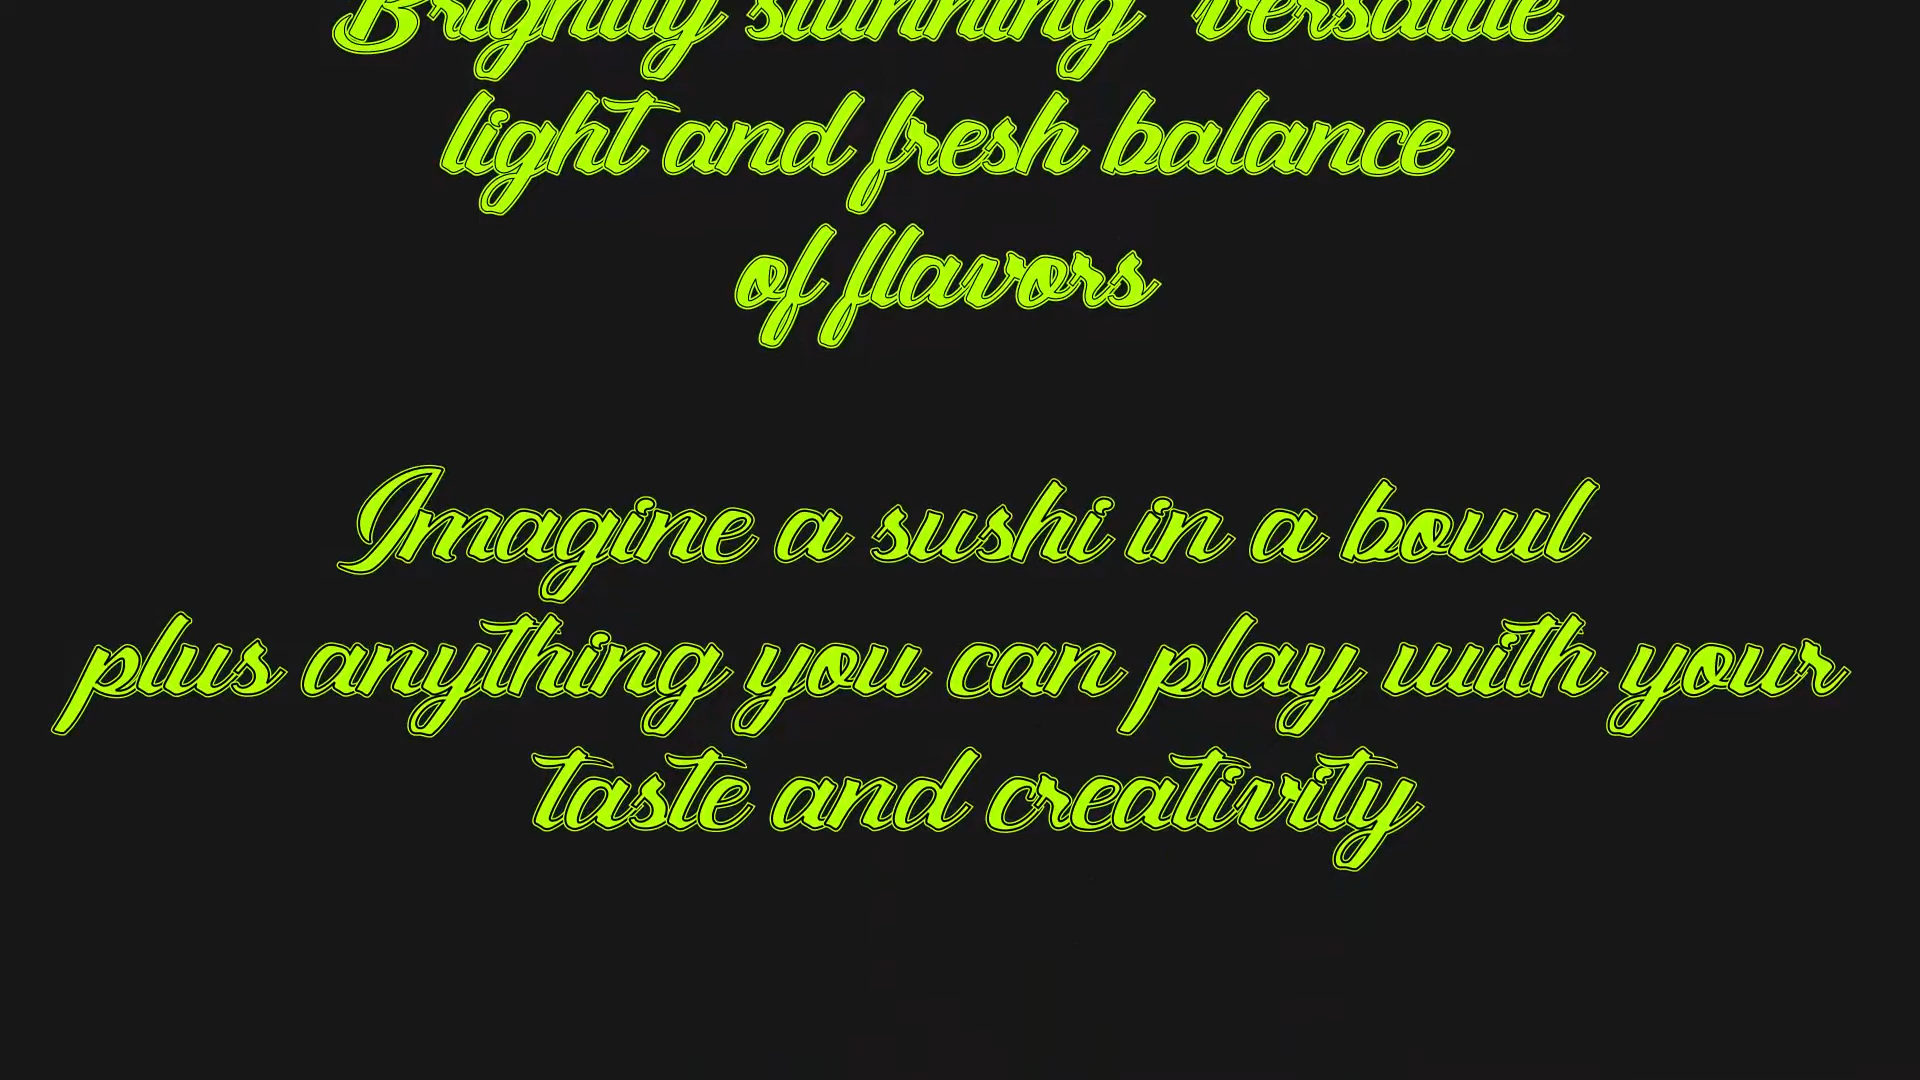 Brightly stunning versatile
light and fresh balance
of flavors
Imagine a sushi in a bowl
plus anything you can play with your
taste and creativity